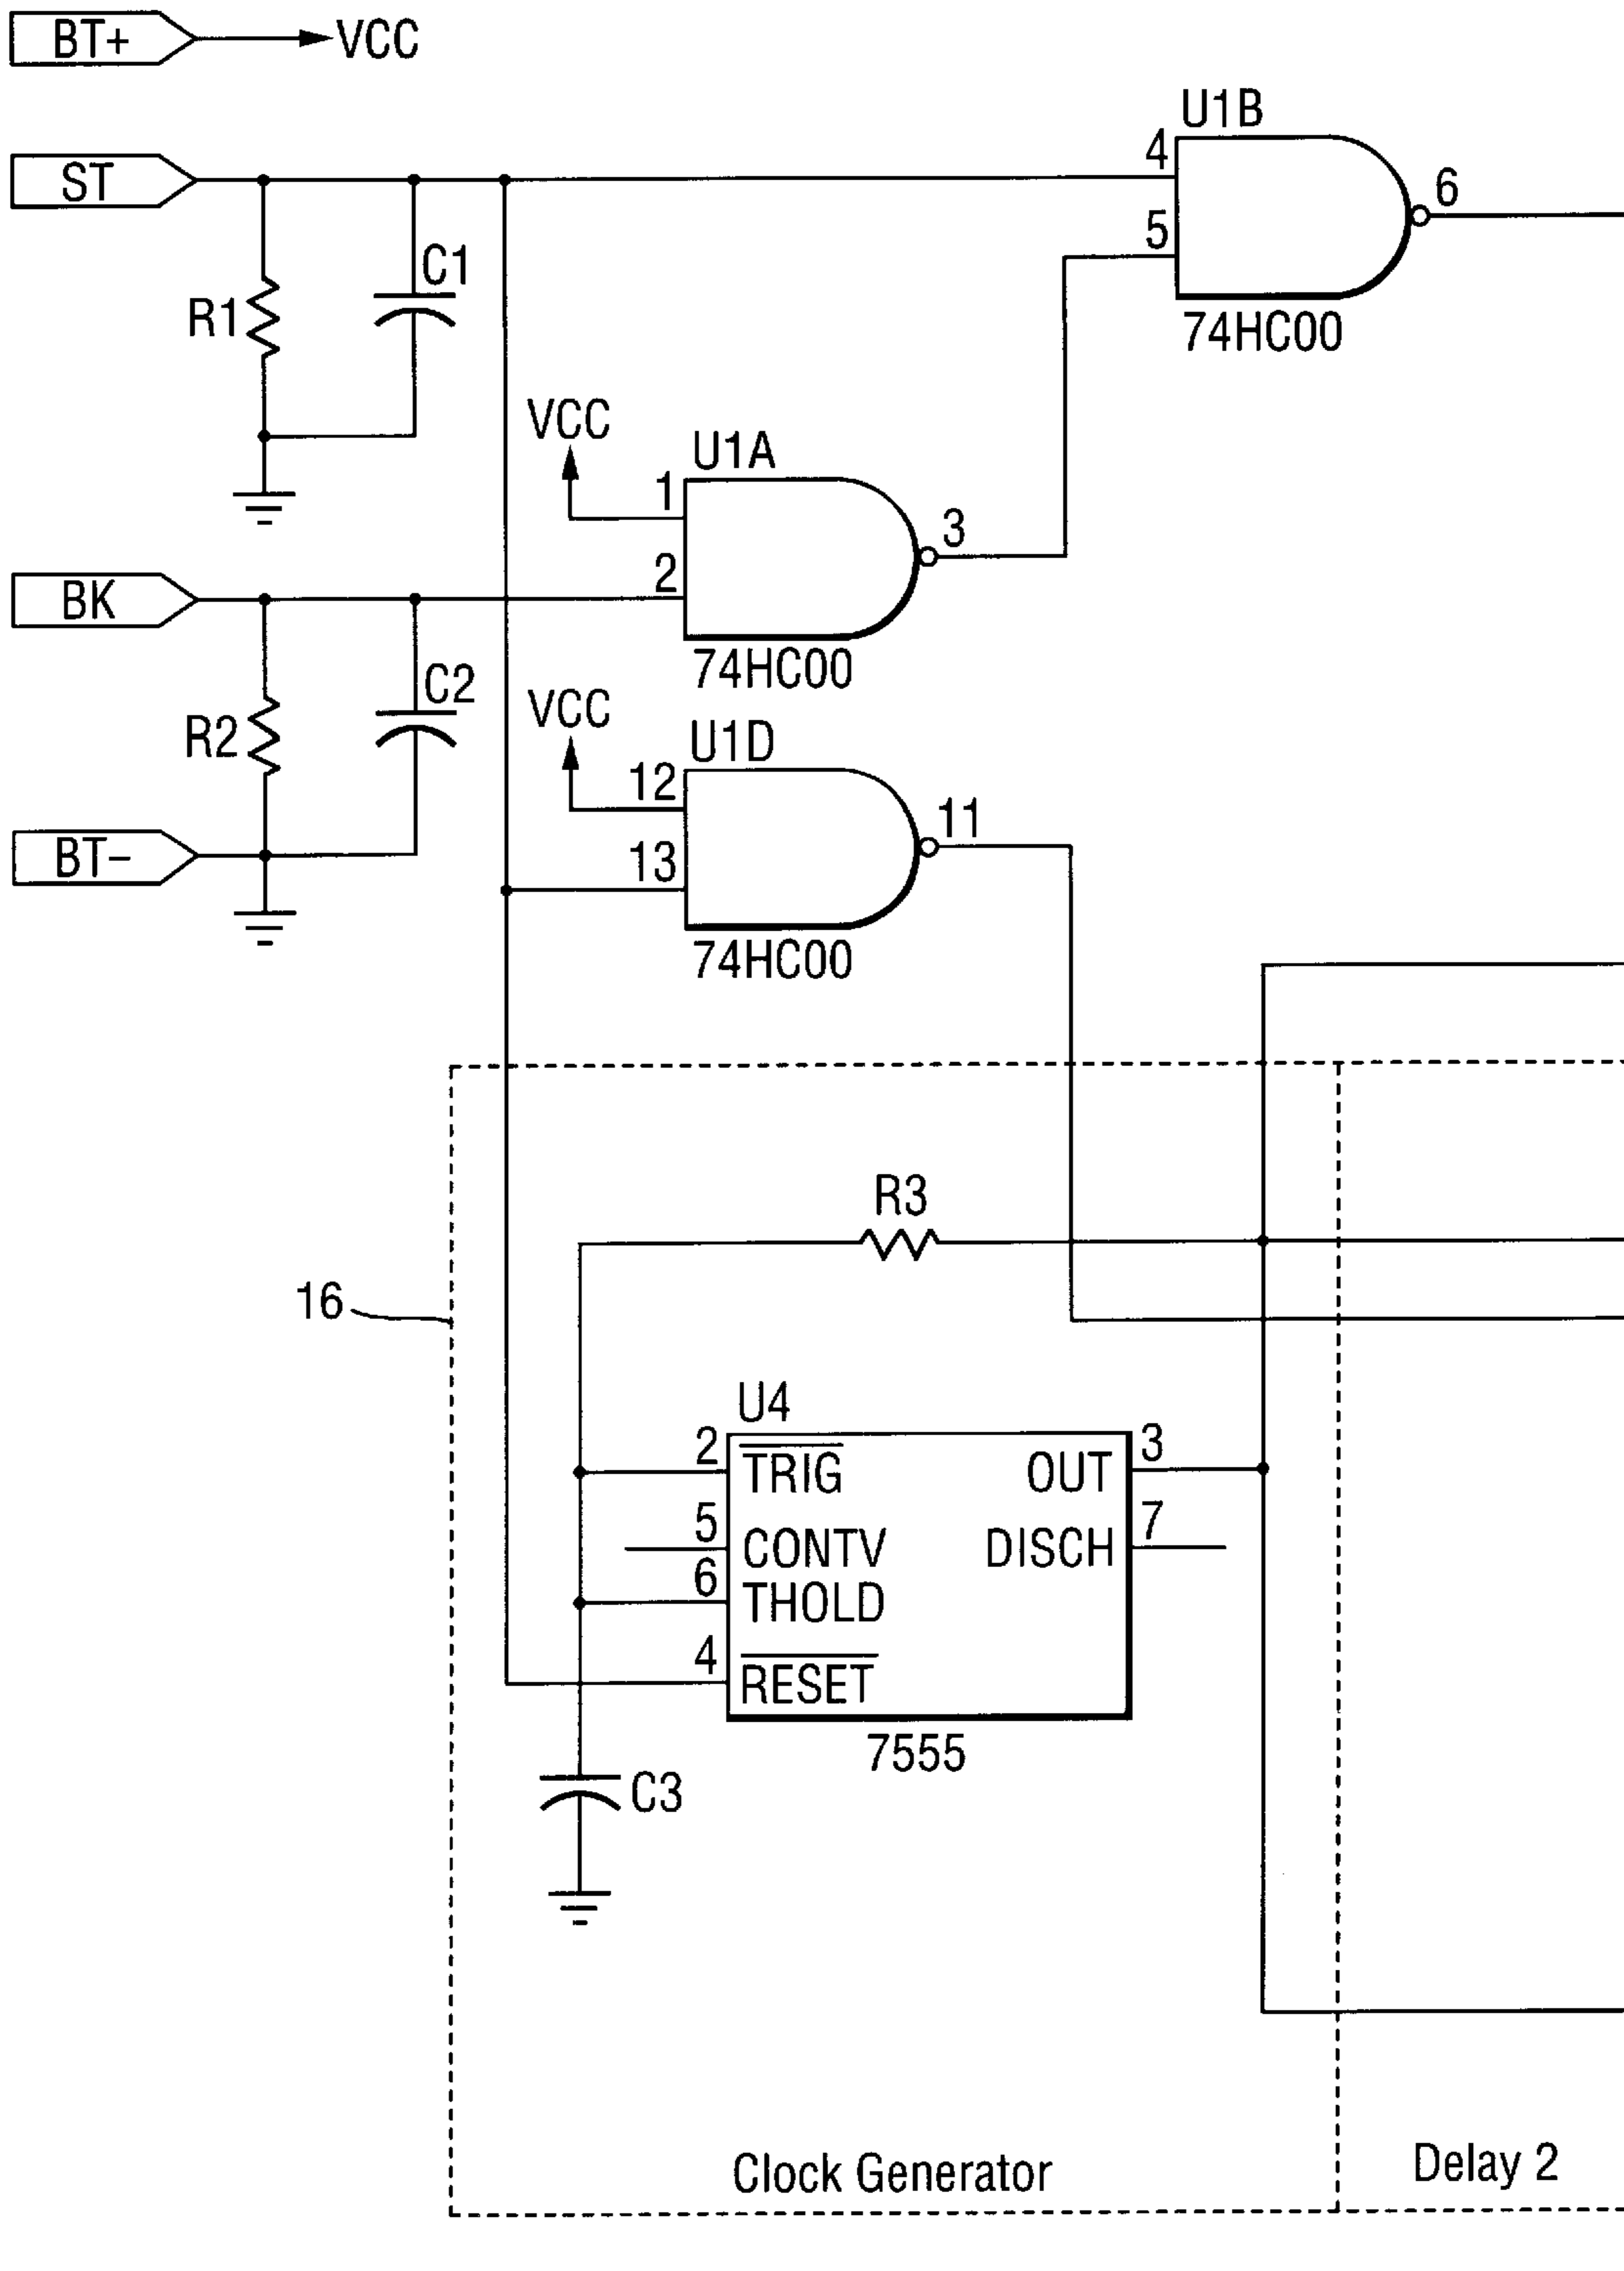 BT+
VCC
ST
R1
C1
U1B
4
5
6
74HC00
VCC
U1A
1
2
3
74HC00
BK
R2
C2
VCC
U1D
12
13
11
74HC00
BT–
R3
16
U4
2
TRIG
OUT
3
5
CONTV
DISCH
7
6
THOLD
4
RESET
7555
C3
Clock Generator
Delay 2